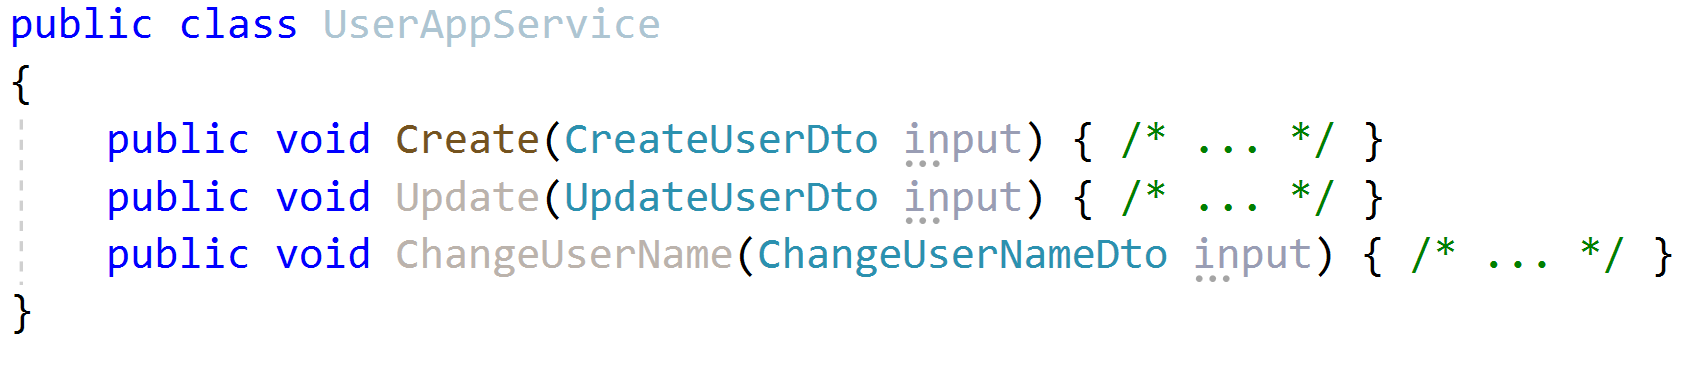 public class UserAppService
{
    public void Create(CreateUserDto input) { /* ... */ }
    public void Update(UpdateUserDto input) { /* ... */ }
    public void ChangeUserName(ChangeUserNameDto input) { /* ... */ }
}